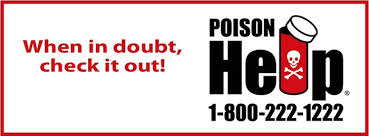 When in doubt,
check it out!
POISON
Help®
1-800-222-1222